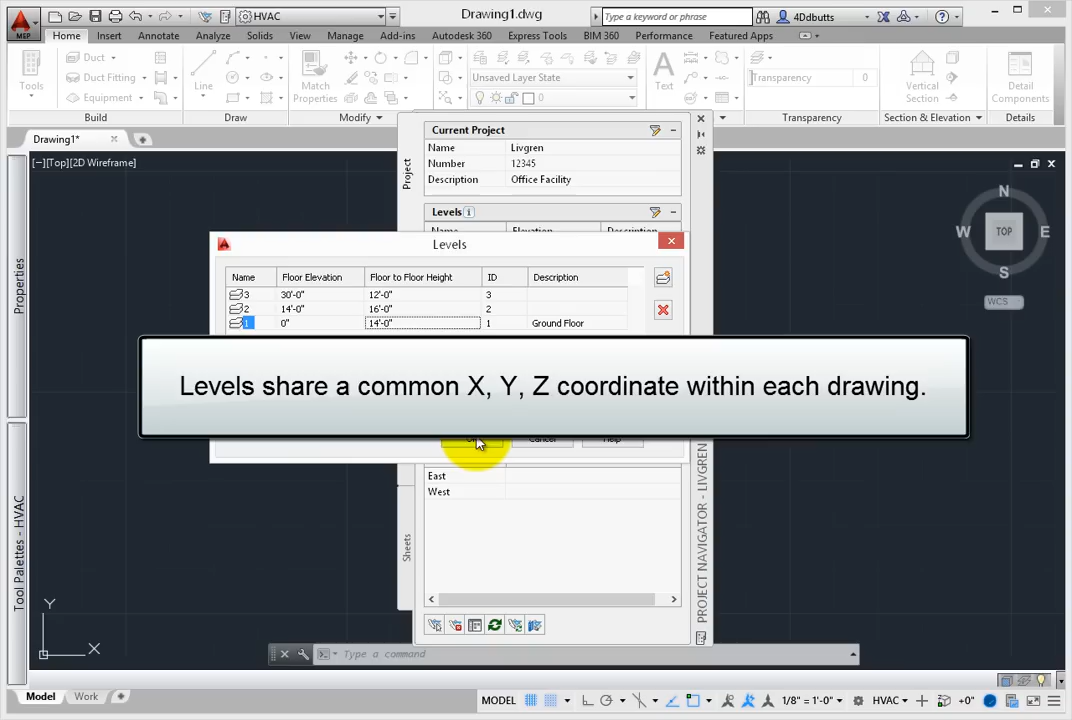 MEP
HVAC
Drawing1.dwg
Type a keyword or phrase
4Ddbutts
Home Insert Annotate Analyze Solids View Manage Add-ins Autodesk 360 Express Tools BIM 360 Performance Featured Apps
Tools
Duct
Duct Fitting
Equipment
Build
Line
Draw
Match
Properties
Modify
Unsaved Layer State
0
Text
Transparency 0
Transparency
Vertical
Section
Section & Elevation
Detail
Components
Details
Drawing1*
[−][Top][2D Wireframe]
Properties
Tool Palettes - HVAC
Project
Current Project
Name Livgren
Number 12345
Description Office Facility
Levels
Name Elevation Description
Levels
Name Floor Elevation Floor to Floor Height ID Description
3 30'-0" 12'-0" 3
2 14'-0" 16'-0" 2
1 0" 14'-0" 1 Ground Floor
Levels share a common X, Y, Z coordinate within each drawing.
Cancel Help
East
West
Sheets
PROJECT NAVIGATOR - LIVGREN
N
W TOP E
S
WCS
Y
X
Type a command
Model Work
MODEL 1/8" = 1'-0" HVAC +0"